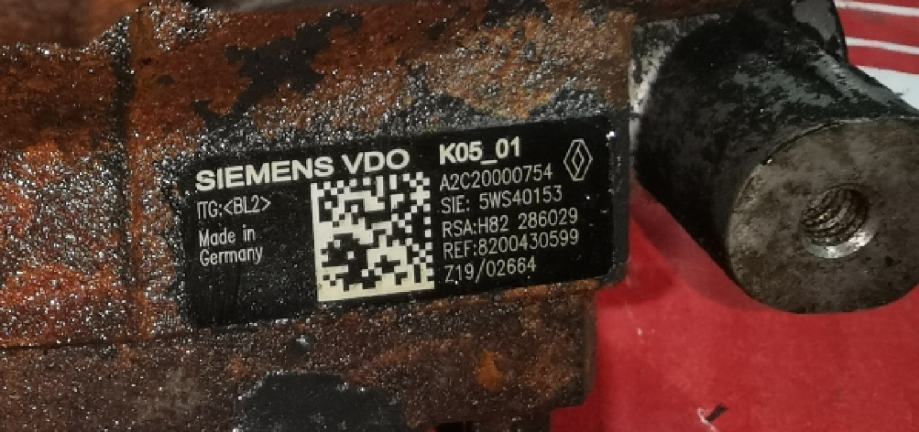 SIEMENS VDO
ITG:<BL2>
Made in
Germany
K05_01
A2C20000754
SIE: 5WS40153
RSA:H82 286029
REF:8200430599
Z19/02664